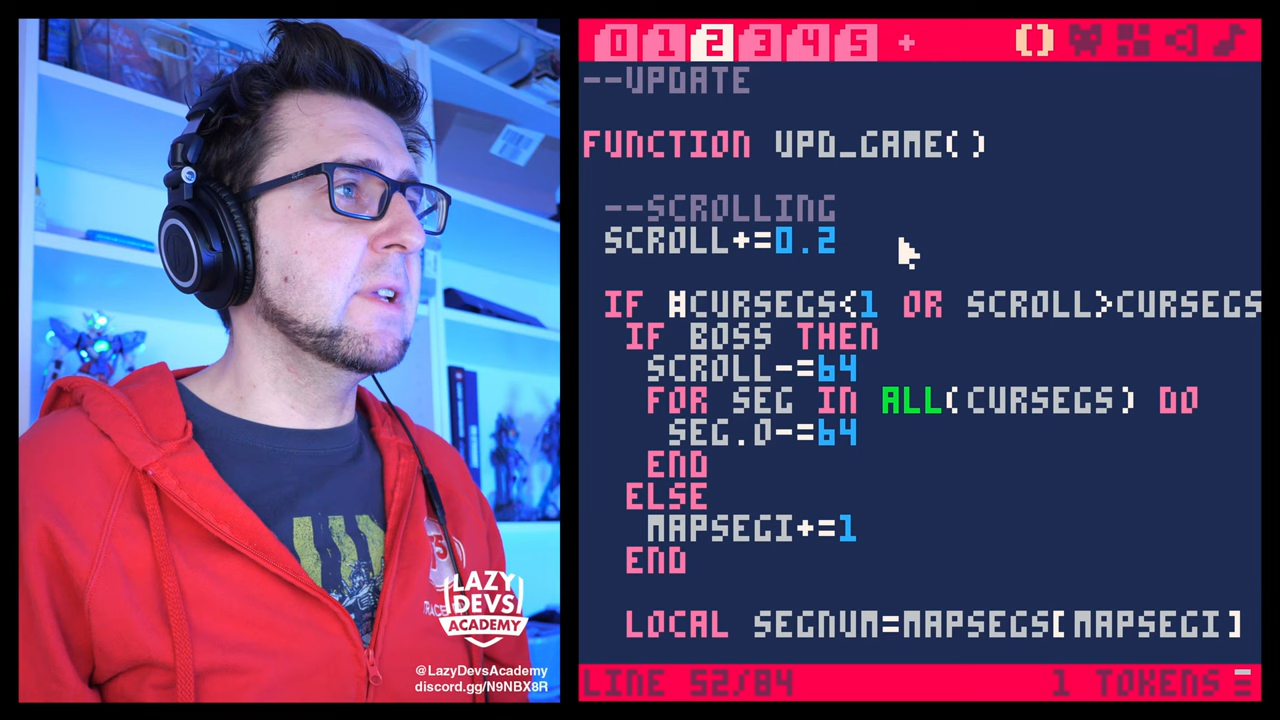 0 1 2 3 4 5 +
--UPDATE
FUNCTION UPD_GAME()
--SCROLLING
SCROLL+=0.2
IF #CURSEGS<1 OR SCROLL>CURSEGS
IF BOSS THEN
SCROLL-=64
FOR SEG IN ALL(CURSEGS) DO
SEG.O-=64
END
ELSE
MAPSEGI+=1
END
LOCAL SEGNUM=MAPSEGS[MAPSEGI]
LINE 52/84
1 TOKENS
LAZY
DEVS
ACADEMY
@LazyDevsAcademy
discord.gg/N9NBX8R